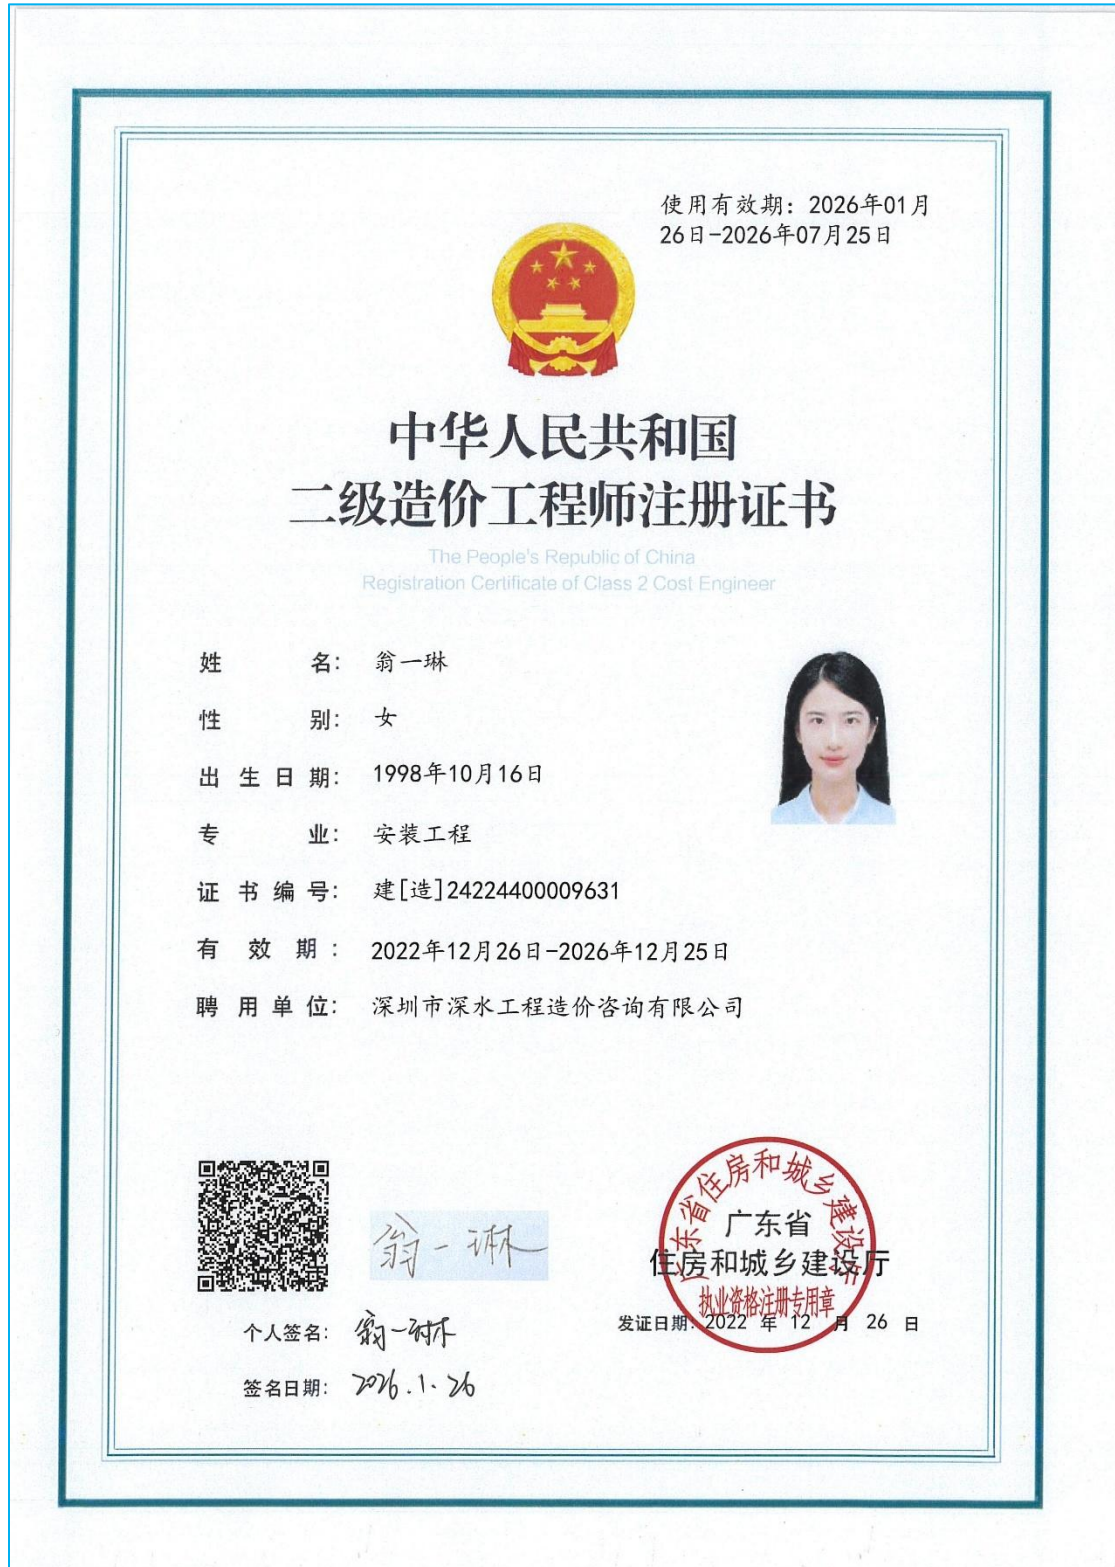 使用有效期：2026年01月
26日-2026年07月25日
中华人民共和国
二级造价工程师注册证书
The People's Republic of China
Registration Certificate of Class 2 Cost Engineer
姓名：翁一琳
性别：女
出生日期：1998年10月16日
专业：安装工程
证书编号：建[造]24224400009631
有效期：2022年12月26日-2026年12月25日
聘用单位：深圳市深水工程造价咨询有限公司
翁一琳
个人签名：翁一琳
签名日期：2026.1.26
广东省住房和城乡建设厅
广东省
住房和城乡建设厅
执业资格注册专用章
发证日期：2022年12月26日